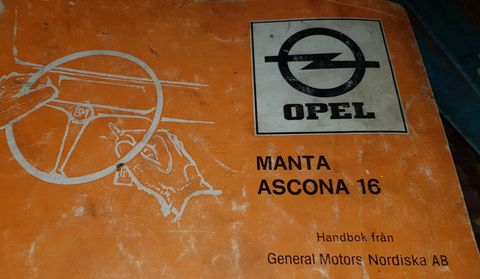 OPEL
MANTA
ASCONA 16
Handbok från
General Motors Nordiska AB